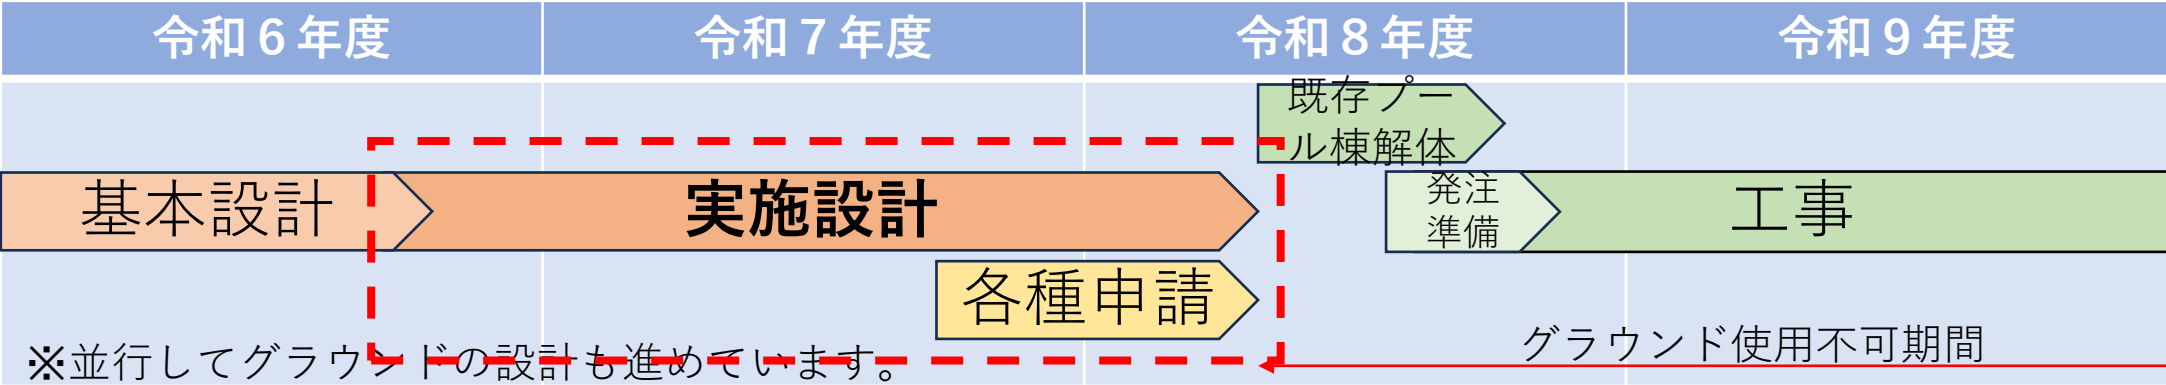 令和６年度
令和７年度
令和８年度
令和９年度
既存プー
ル棟解体
基本設計
実施設計
発注
準備
工事
各種申請
グラウンド使用不可期間
※並行してグラウンドの設計も進めています。